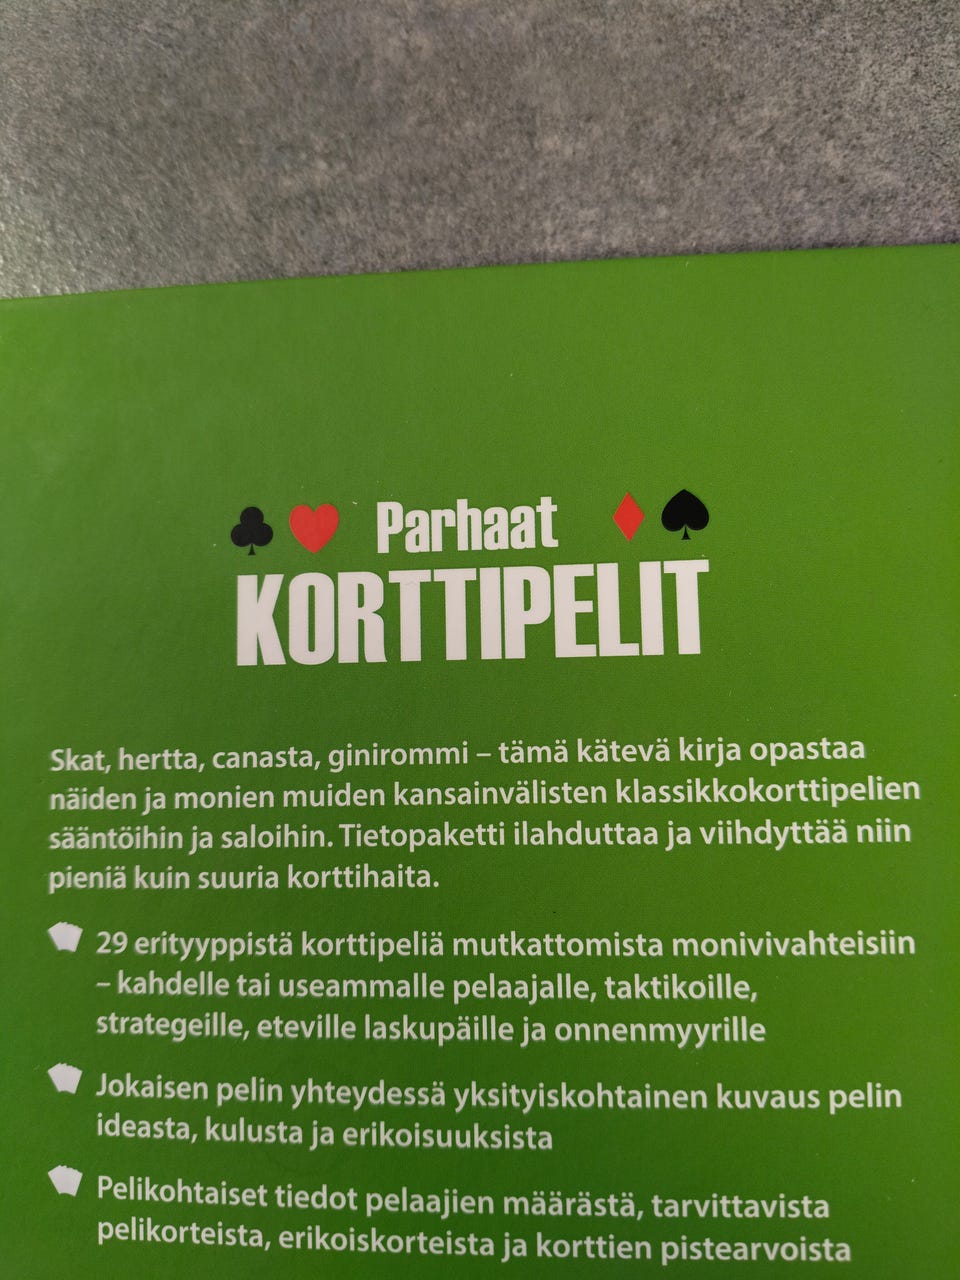 Parhaat
KORTTIPELIT
Skat, hertta, canasta, ginirommi – tämä kätevä kirja opastaa
näiden ja monien muiden kansainvälisten klassikkokorttipelien
sääntöihin ja saloihin. Tietopaketti ilahduttaa ja viihdyttää niin
pieniä kuin suuria korttihaita.
29 erityyppistä korttipeliä mutkattomista monivivahteisiin
– kahdelle tai useammalle pelaajalle, taktikoille,
strategeille, eteville laskupäille ja onnenmyyrille
Jokaisen pelin yhteydessä yksityiskohtainen kuvaus pelin
ideasta, kulusta ja erikoisuuksista
Pelikohtaiset tiedot pelaajien määrästä, tarvittavista
pelikorteista, erikoiskorteista ja korttien pistearvoista